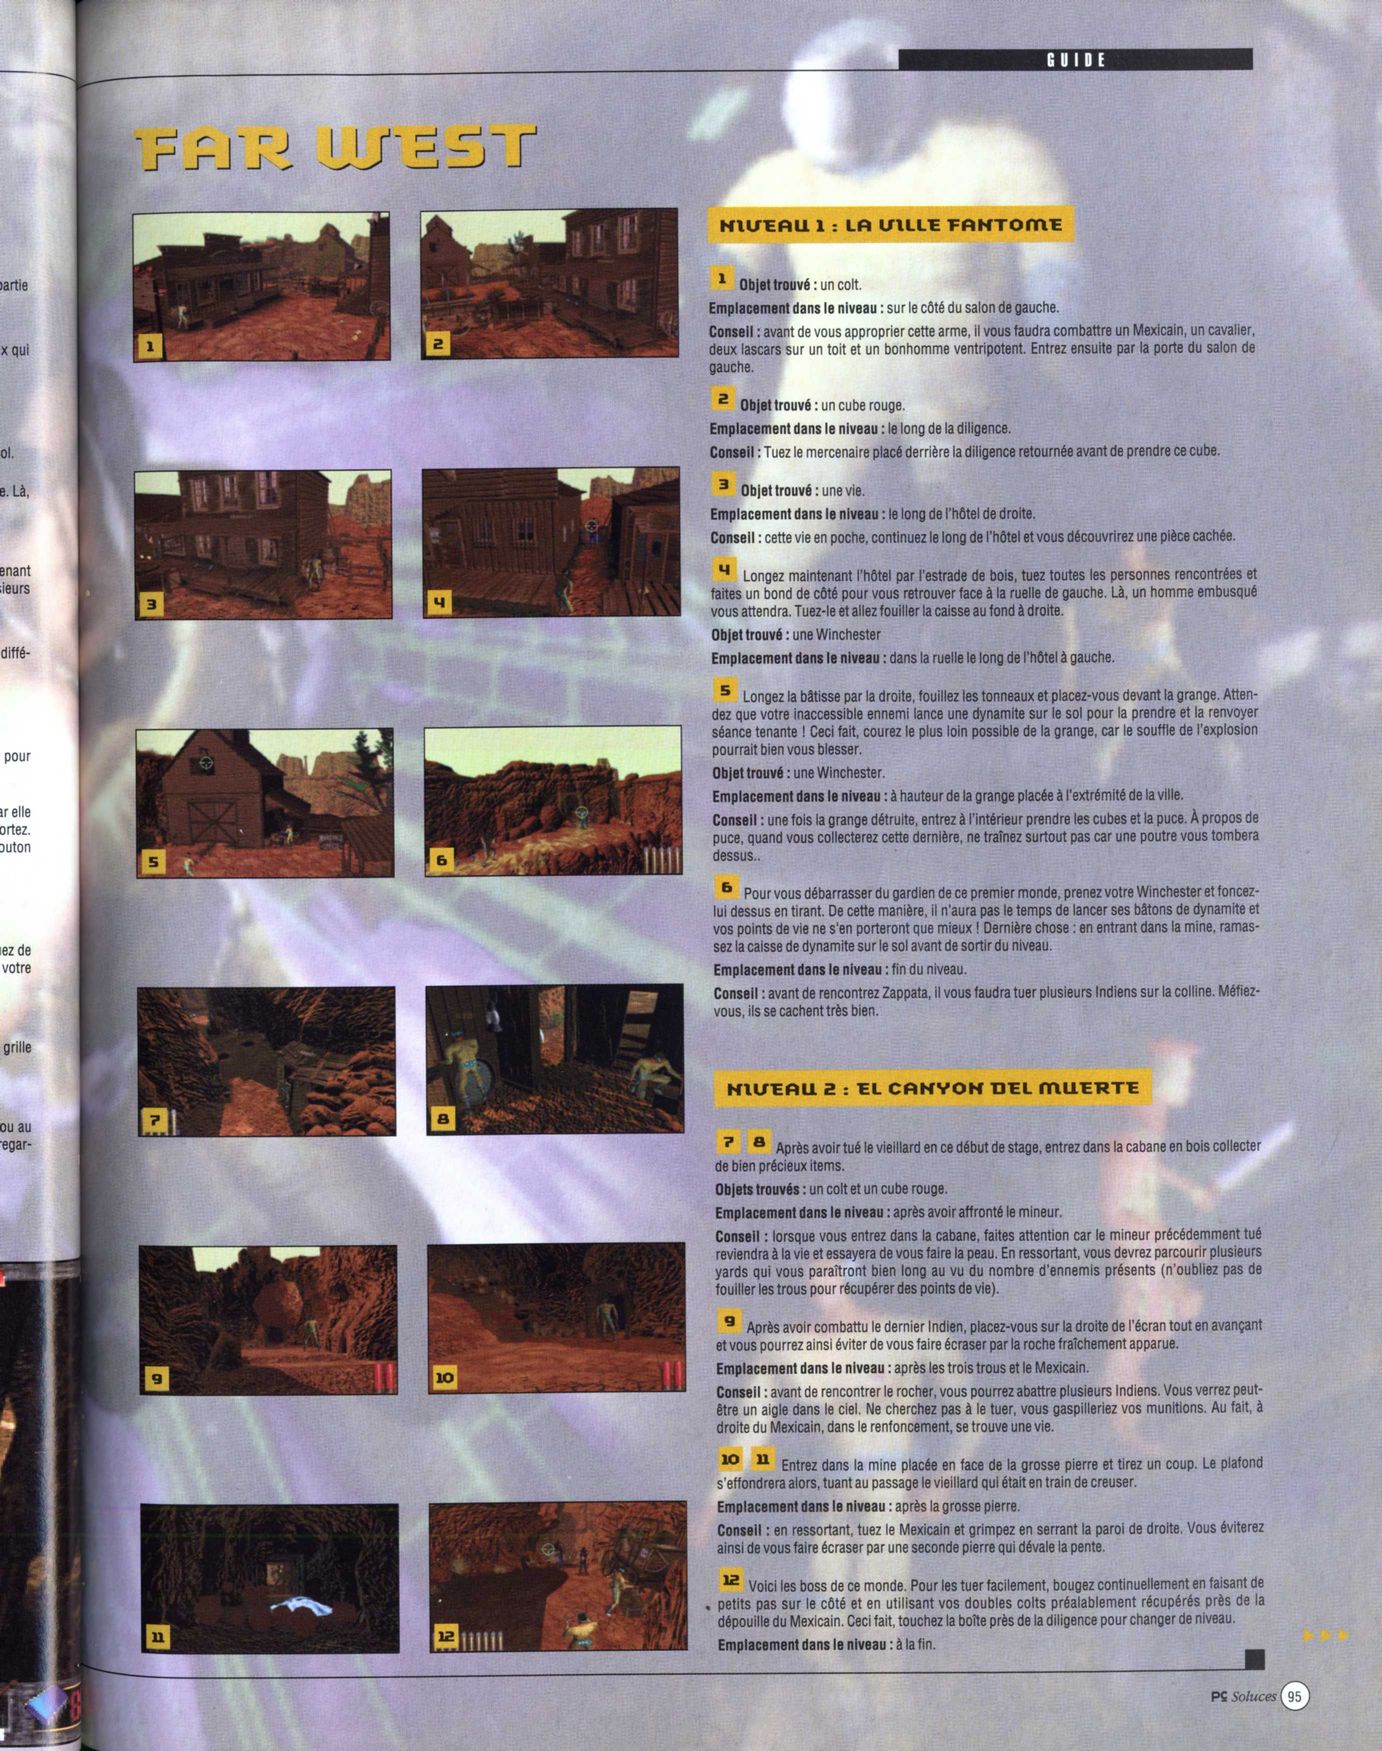 GUIDE
FAR WEST
NIVEAU 1 : LA VILLE FANTOME
1 Objet trouvé : un colt.
Emplacement dans le niveau : sur le côté du salon de gauche.
Conseil : avant de vous approprier cette arme, il vous faudra combattre un Mexicain, un cavalier,
deux lascars sur un toit et un bonhomme ventripotent. Entrez ensuite par la porte du salon de
gauche.
2 Objet trouvé : un cube rouge.
Emplacement dans le niveau : le long de la diligence.
Conseil : Tuez le mercenaire placé derrière la diligence retournée avant de prendre ce cube.
3 Objet trouvé : une vie.
Emplacement dans le niveau : le long de l'hôtel de droite.
Conseil : cette vie en poche, continuez le long de l'hôtel et vous découvrirez une pièce cachée.
4 Longez maintenant l'hôtel par l'estrade de bois, tuez toutes les personnes rencontrées et
faites un bond de côté pour vous retrouver face à la ruelle de gauche. Là, un homme embusqué
vous attendra. Tuez-le et allez fouiller la caisse au fond à droite.
Objet trouvé : une Winchester
Emplacement dans le niveau : dans la ruelle le long de l'hôtel à gauche.
5 Longez la bâtisse par la droite, fouillez les tonneaux et placez-vous devant la grange. Atten-
dez que votre inaccessible ennemi lance une dynamite sur le sol pour la prendre et la renvoyer
séance tenante ! Ceci fait, courez le plus loin possible de la grange, car le souffle de l'explosion
pourrait bien vous blesser.
Objet trouvé : une Winchester.
Emplacement dans le niveau : à hauteur de la grange placée à l'extrémité de la ville.
Conseil : une fois la grange détruite, entrez à l'intérieur prendre les cubes et la puce. À propos de
puce, quand vous collecterez cette dernière, ne traînez surtout pas car une poutre vous tombera
dessus..
6 Pour vous débarrasser du gardien de ce premier monde, prenez votre Winchester et foncez-
lui dessus en tirant. De cette manière, il n'aura pas le temps de lancer ses bâtons de dynamite et
vos points de vie ne s'en porteront que mieux ! Dernière chose : en entrant dans la mine, ramas-
sez la caisse de dynamite sur le sol avant de sortir du niveau.
Emplacement dans le niveau : fin du niveau.
Conseil : avant de rencontrez Zappata, il vous faudra tuer plusieurs Indiens sur la colline. Méfiez-
vous, ils se cachent très bien.
NIVEAU 2 : EL CANYON DEL MUERTE
7 8 Après avoir tué le vieillard en ce début de stage, entrez dans la cabane en bois collecter
de bien précieux items.
Objets trouvés : un colt et un cube rouge.
Emplacement dans le niveau : après avoir affronté le mineur.
Conseil : lorsque vous entrez dans la cabane, faites attention car le mineur précédemment tué
reviendra à la vie et essayera de vous faire la peau. En ressortant, vous devrez parcourir plusieurs
yards qui vous paraîtront bien long au vu du nombre d'ennemis présents (n'oubliez pas de
fouiller les trous pour récupérer des points de vie).
9 Après avoir combattu le dernier Indien, placez-vous sur la droite de l'écran tout en avançant
et vous pourrez ainsi éviter de vous faire écraser par la roche fraîchement apparue.
Emplacement dans le niveau : après les trois trous et le Mexicain.
Conseil : avant de rencontrer le rocher, vous pourrez abattre plusieurs Indiens. Vous verrez peut-
être un aigle dans le ciel. Ne cherchez pas à le tuer, vous gaspilleriez vos munitions. Au fait, à
droite du Mexicain, dans le renfoncement, se trouve une vie.
10 11 Entrez dans la mine placée en face de la grosse pierre et tirez un coup. Le plafond
s'effondrera alors, tuant au passage le vieillard qui était en train de creuser.
Emplacement dans le niveau : après la grosse pierre.
Conseil : en ressortant, tuez le Mexicain et grimpez en serrant la paroi de droite. Vous éviterez
ainsi de vous faire écraser par une seconde pierre qui dévale la pente.
12 Voici les boss de ce monde. Pour les tuer facilement, bougez continuellement en faisant de
petits pas sur le côté et en utilisant vos doubles colts préalablement récupérés près de la
dépouille du Mexicain. Ceci fait, touchez la boîte près de la diligence pour changer de niveau.
Emplacement dans le niveau : à la fin.
1
2
3
4
5
6
7
8
9
10
11
12
PC Soluces 95